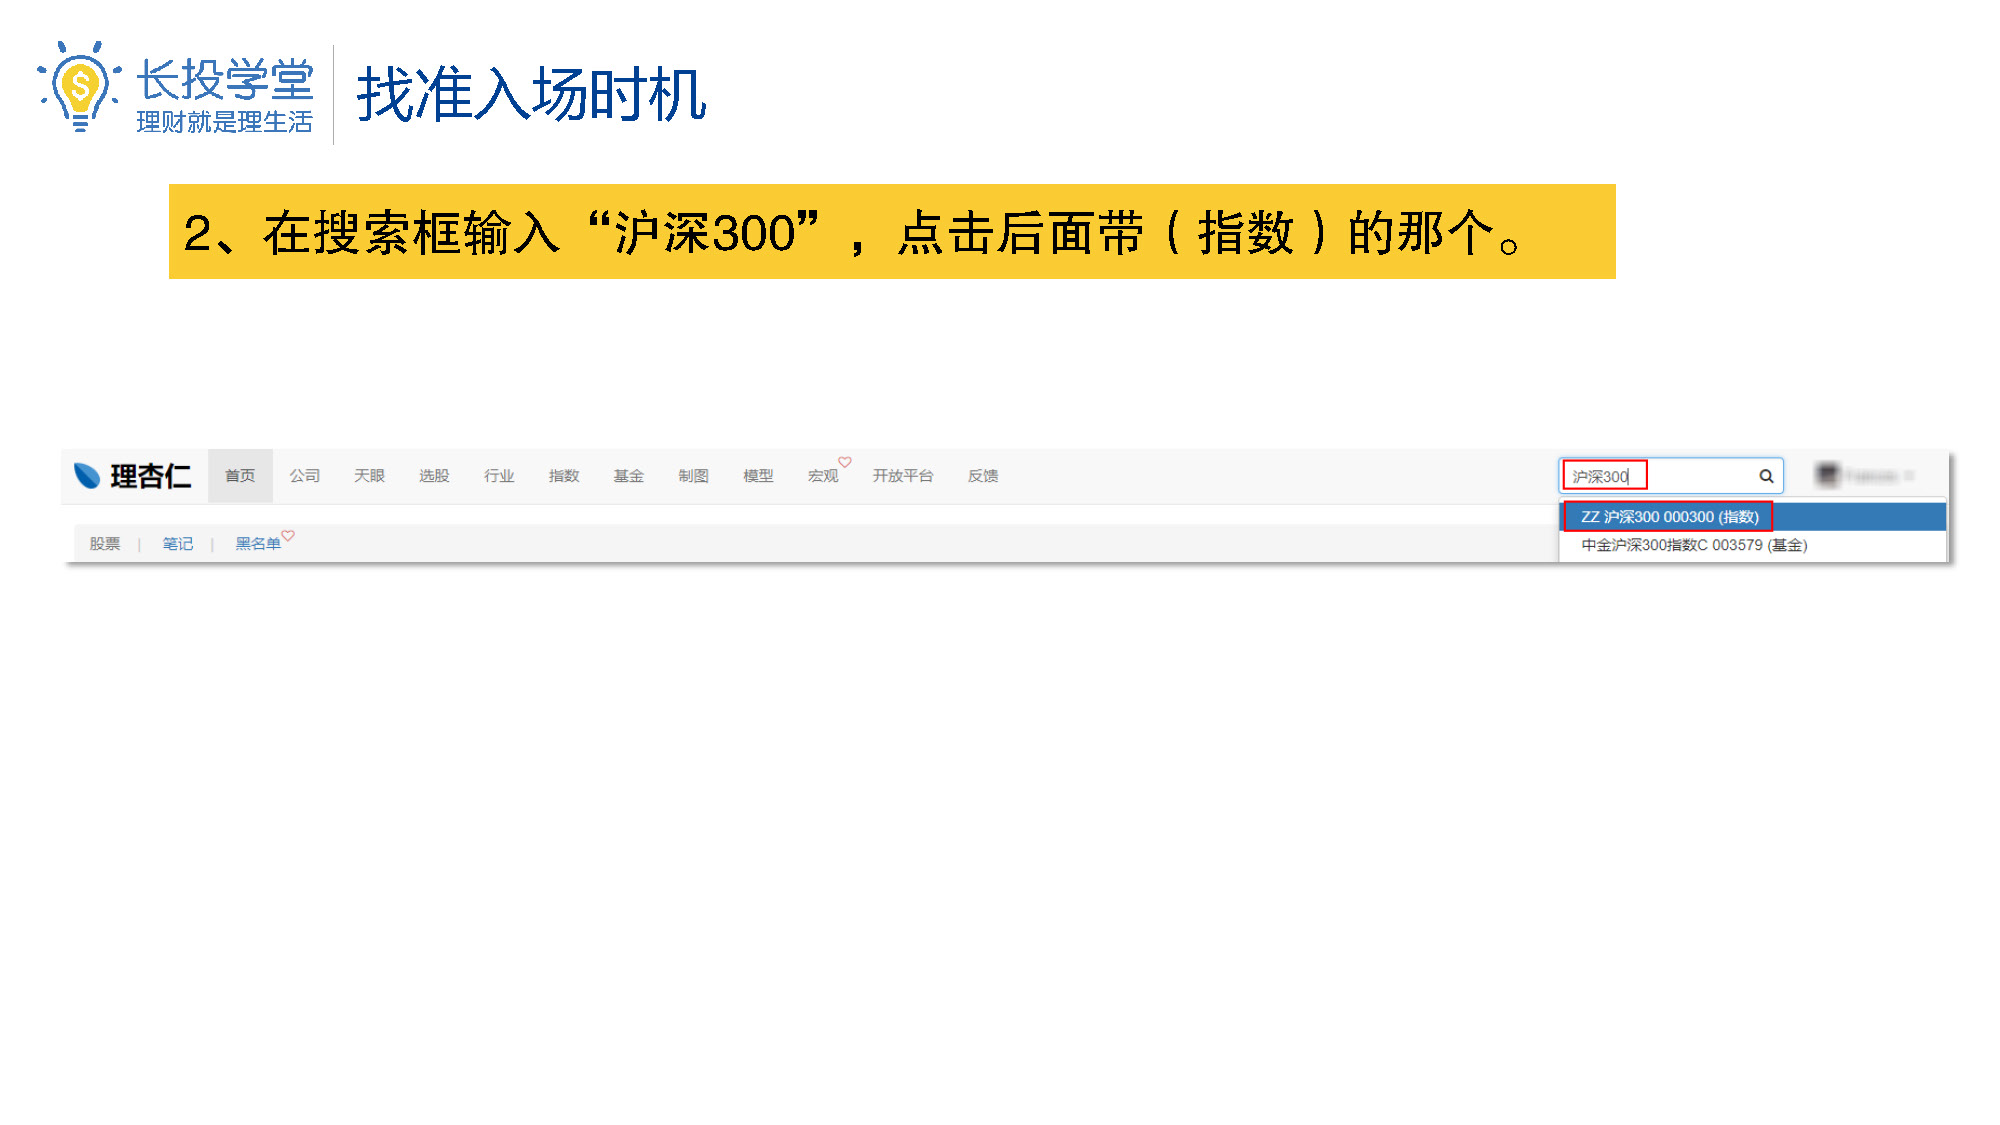 长投学堂
理财就是理生活
找准入场时机
2、在搜索框输入“沪深300”，点击后面带（指数）的那个。
理杏仁 首页 公司 天眼 选股 行业 指数 基金 制图 模型 宏观 开放平台 反馈 沪深300
ZZ 沪深300 000300 (指数)
股票 | 笔记 | 黑名单
中金沪深300指数C 003579 (基金)